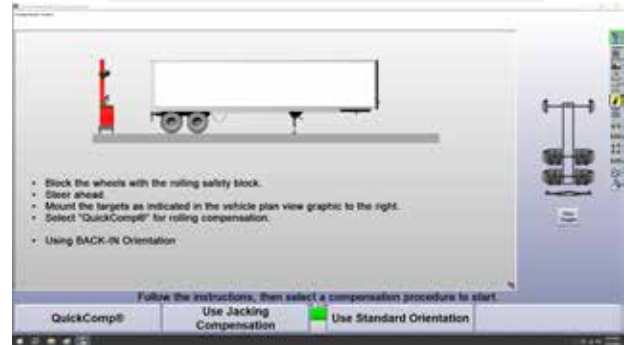 Block the wheels with the rolling safety block.
Steer ahead.
Mount the targets as indicated in the vehicle plan view graphic to the right.
Select "QuickComp®" for rolling compensation.
Using BACK-IN Orientation
Follow the instructions, then select a compensation procedure to start.
QuickComp®
Use Jacking
Compensation
Use Standard Orientation